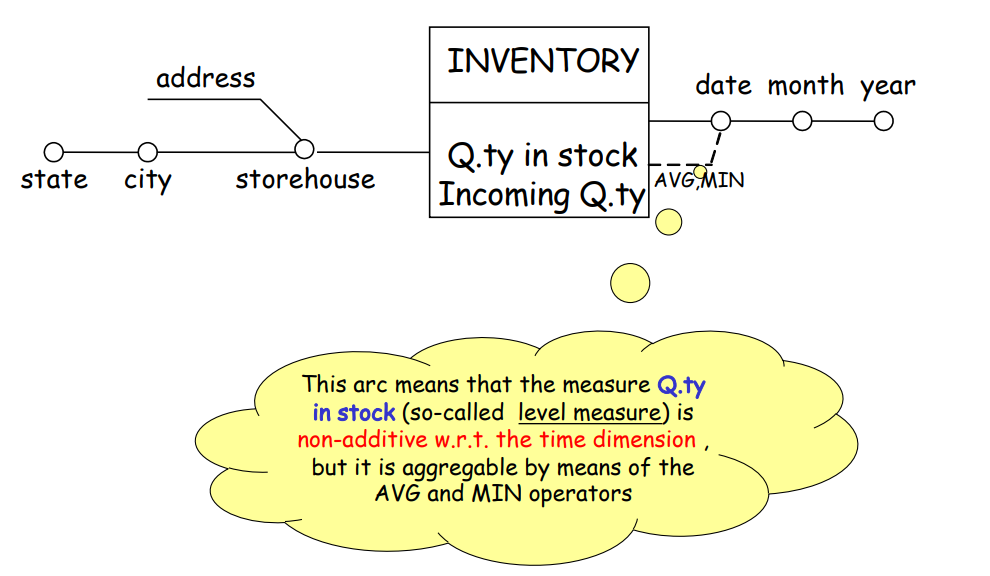 INVENTORY
address
date month year
Q.ty in stock
state city storehouse
AVG,MIN
Incoming Q.ty
This arc means that the measure Q.ty
in stock (so-called level measure) is
non-additive w.r.t. the time dimension ,
but it is aggregable by means of the
AVG and MIN operators